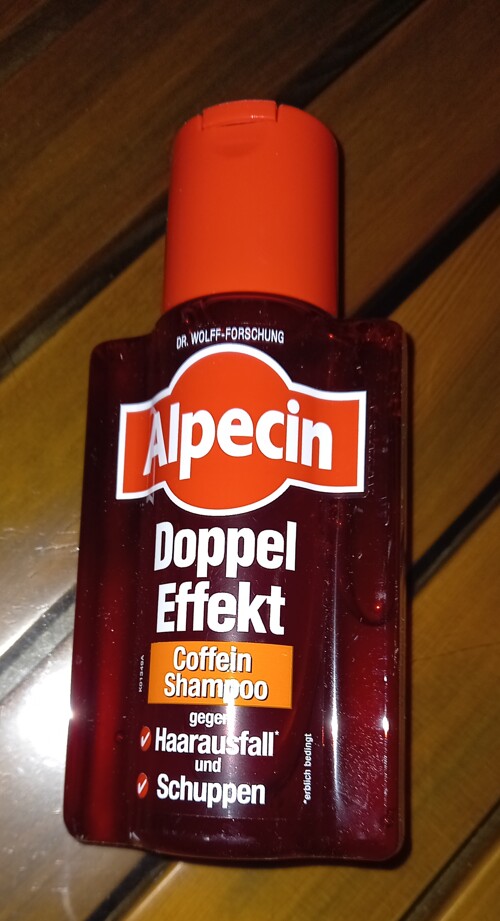 DR. WOLFF-FORSCHUNG
Alpecin
Doppel
Effekt
Coffein
Shampoo
gegen
Haarausfall*
und
Schuppen
*erblich bedingt